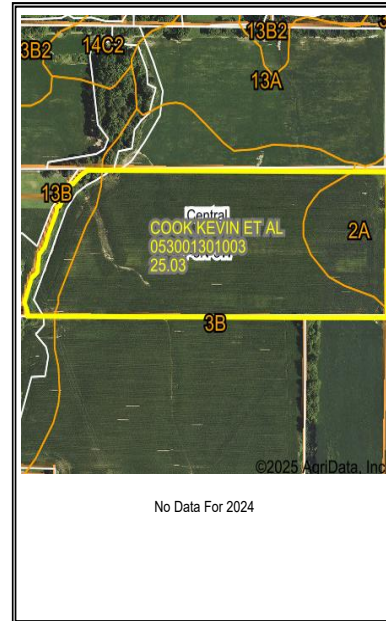 13B2
3B2
14C2
13A
13B
Central
COOK KEVIN ET AL
053001301003
25.03
2A
3B
©2025 AgriData, Inc
No Data For 2024